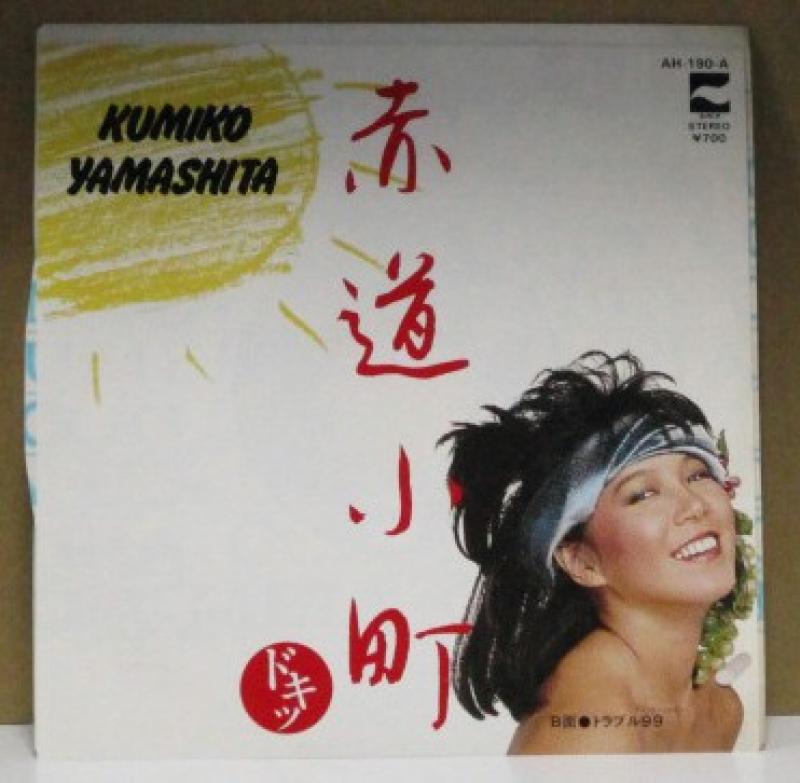 AH-190-A
STEREO
¥700
KUMIKO
YAMASHITA
赤道小町
ドキッ
B面●トラブル99